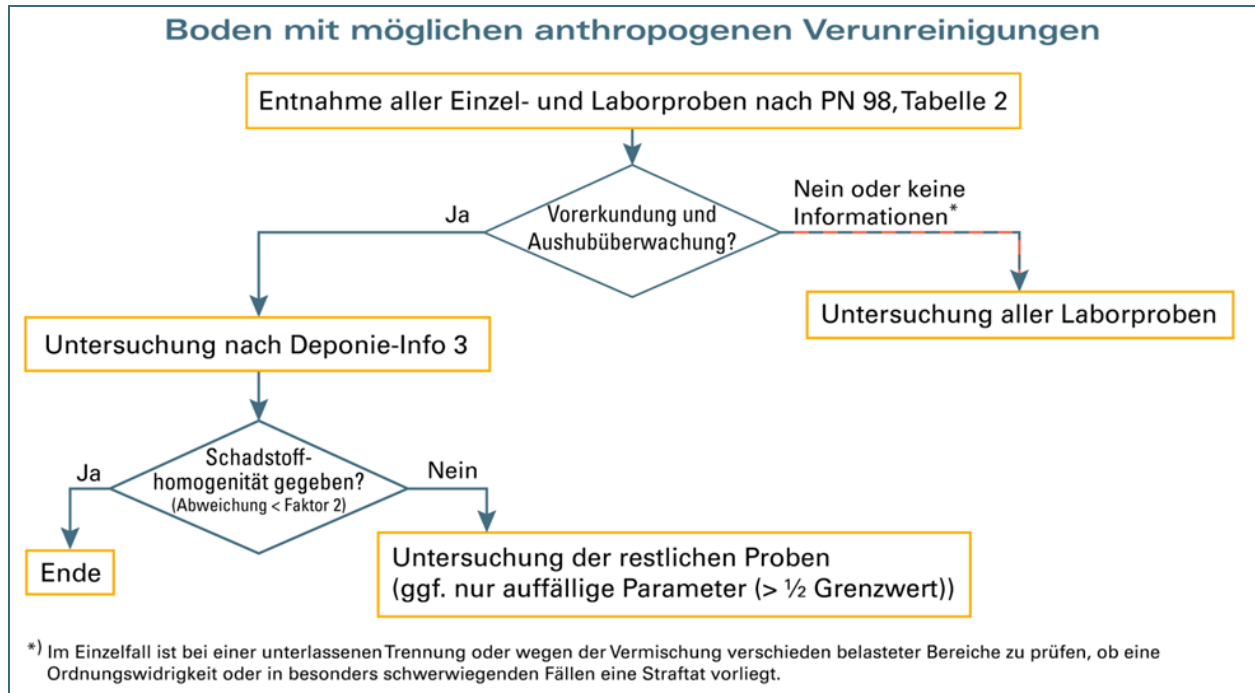 Boden mit möglichen anthropogenen Verunreinigungen
Entnahme aller Einzel- und Laborproben nach PN 98, Tabelle 2
Vorerkundung und
Aushubüberwachung?
Ja
Nein oder keine
Informationen*
Untersuchung aller Laborproben
Untersuchung nach Deponie-Info 3
Schadstoff-
homogenität gegeben?
(Abweichung < Faktor 2)
Ja
Nein
Ende
Untersuchung der restlichen Proben
(ggf. nur auffällige Parameter (> ½ Grenzwert))
*) Im Einzelfall ist bei einer unterlassenen Trennung oder wegen der Vermischung verschieden belasteter Bereiche zu prüfen, ob eine
Ordnungswidrigkeit oder in besonders schwerwiegenden Fällen eine Straftat vorliegt.